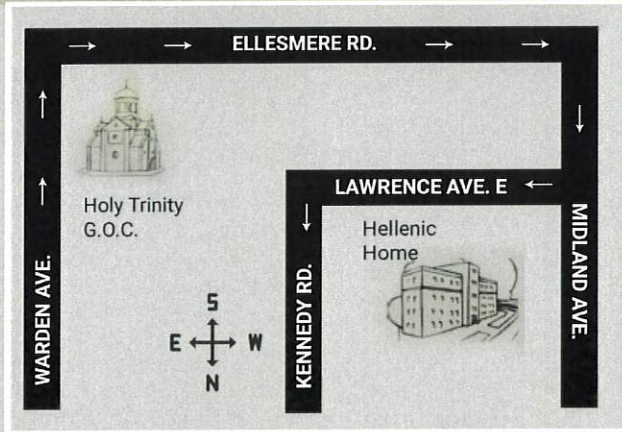 ELLESMERE RD.
Holy Trinity
G.O.C.
LAWRENCE AVE. E
Hellenic
Home
WARDEN AVE.
KENNEDY RD.
MIDLAND AVE.
S
E W
N